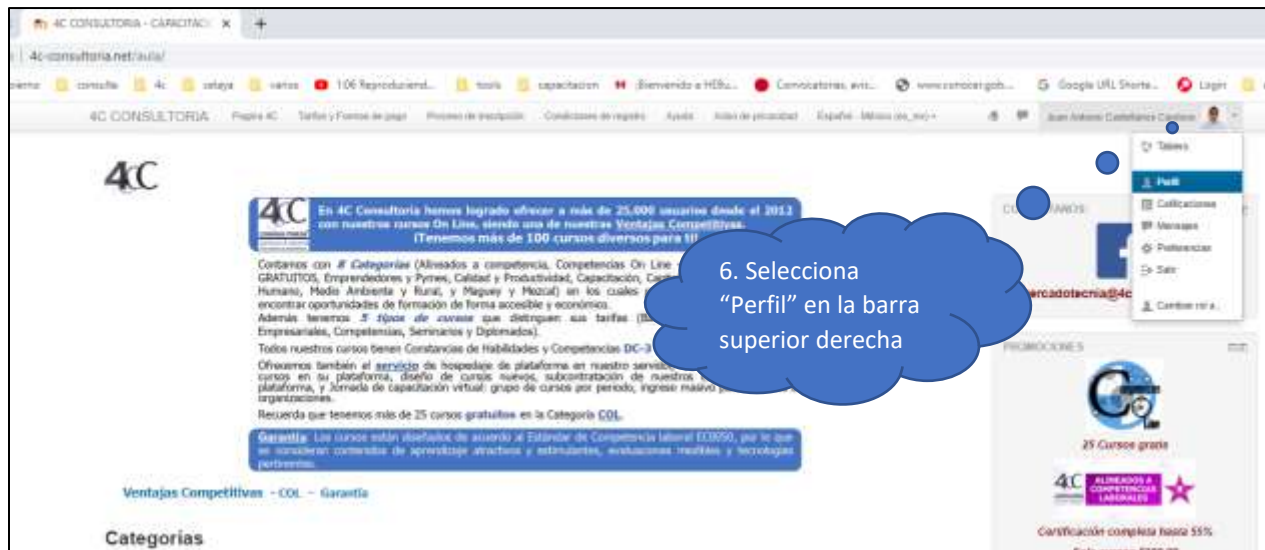 4C CONSULTORIA - CAPACITAC
4c-consultoria.net/aula/
consulta 4c celaya varios 1:06 Reproduciend... tools capacitacion Bienvenido a HEBu... Convocatorias, avis... www.conocer.gob... Google URL Shorte... Login
4C CONSULTORIA Pagina 4C Tarifas y Formas de pago Proceso de inscripción Condiciones de registro Ayuda Aviso de privacidad Español - México (es_mx)
Tablero
Perfil
Calificaciones
Mensajes
Preferencias
Salir
Cambiar rol a...
4C
4C En 4C Consultoria hemos logrado ofrecer a más de 25,000 usuarios desde el 2012
con nuestros cursos On Line, siendo una de nuestras Ventajas Competitivas.
¡Tenemos más de 100 cursos diversos para ti!
Contamos con 8 Categorías (Alineados a competencia, Competencias On Line
GRATUITOS, Emprendedores y Pymes, Calidad y Productividad, Capacitación,
Humano, Medio Ambiente y Rural, y Maguey y Mezcal) en los cuales
encontrar oportunidades de formación de forma accesible y económico.
Además tenemos 5 tipos de cursos que distinguen sus tarifas
Empresariales, Competencias, Seminarios y Diplomados).
Todos nuestros cursos tienen Constancias de Habilidades y Competencias DC-3
Ofrecemos también el servicio de hospedaje de plataforma en nuestro
cursos en su plataforma, diseño de cursos nuevos, subcontratación de nuestros
plataforma, y Jornada de capacitación virtual: grupo de cursos por periodo, ingreso masivo
organizaciones.
Recuerda que tenemos más de 25 cursos gratuitos en la Categoría COL.
Garantía: Los cursos están diseñados de acuerdo al Estándar de Competencia laboral EC0050, por lo que
se consideran contenidos de aprendizaje atractivos y estimulantes, evaluaciones medibles y tecnologías
pertinentes.
Ventajas Competitivas - COL - Garantía
Categorías
6. Selecciona
“Perfil” en la barra
superior derecha
ercadotecnia@4c
PROMOCIONES
25 Cursos gratis
4C ALINEADOS A
COMPETENCIAS
LABORALES
Certificación completa hasta 55%